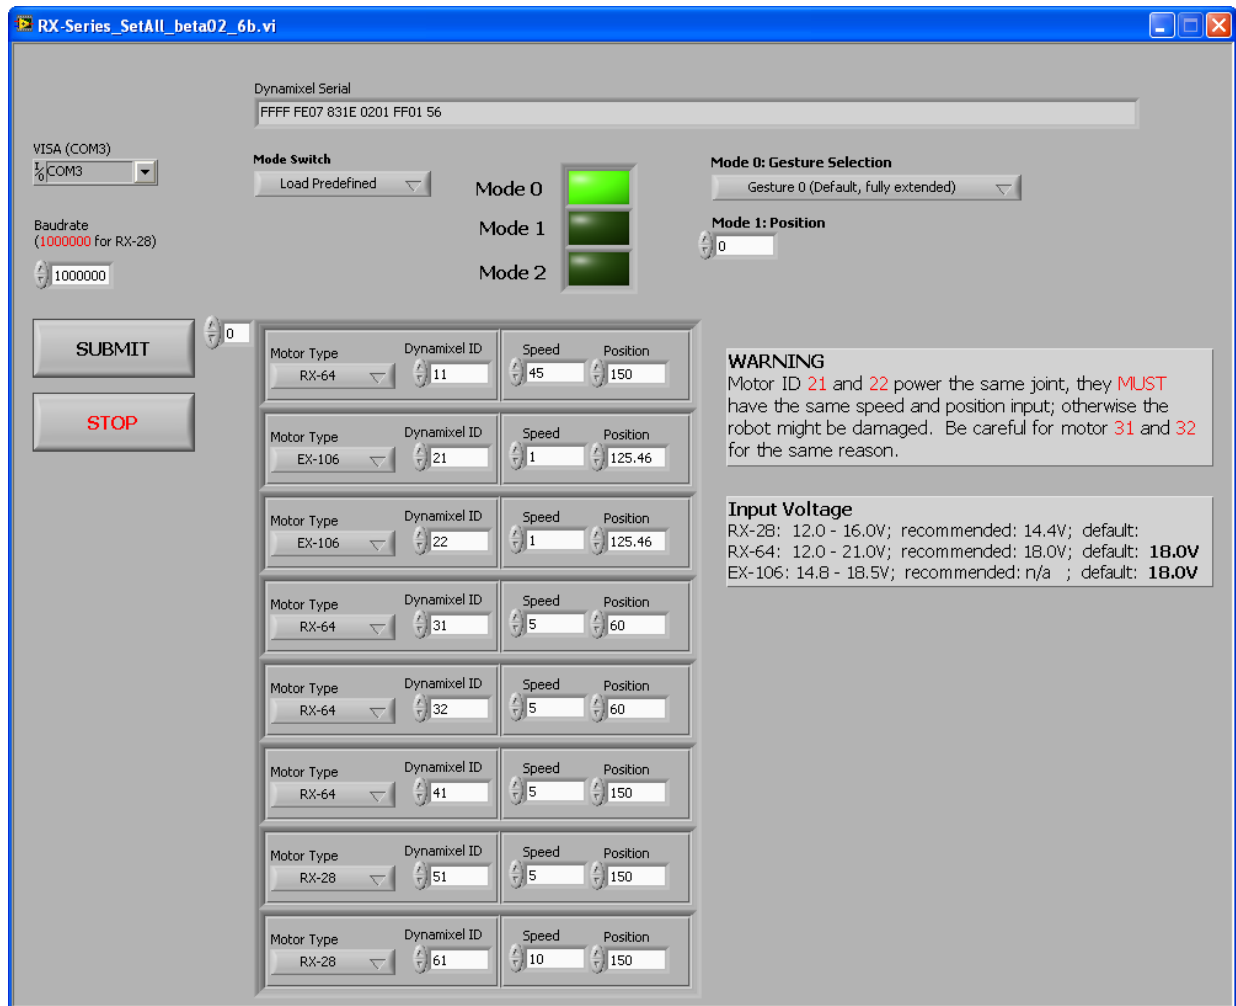 RX-Series_SetAll_beta02_6b.vi
Dynamixel Serial
FFFF FE07 831E 0201 FF01 56
VISA (COM3)
I/O COM3
Baudrate
(1000000 for RX-28)
1000000
Mode Switch
Load Predefined
Mode 0
Mode 1
Mode 2
Mode 0: Gesture Selection
Gesture 0 (Default, fully extended)
Mode 1: Position
0
SUBMIT
STOP
0
Motor Type Dynamixel ID Speed Position
RX-64 11 45 150
Motor Type Dynamixel ID Speed Position
EX-106 21 1 125.46
Motor Type Dynamixel ID Speed Position
EX-106 22 1 125.46
Motor Type Dynamixel ID Speed Position
RX-64 31 5 60
Motor Type Dynamixel ID Speed Position
RX-64 32 5 60
Motor Type Dynamixel ID Speed Position
RX-64 41 5 150
Motor Type Dynamixel ID Speed Position
RX-28 51 5 150
Motor Type Dynamixel ID Speed Position
RX-28 61 10 150
WARNING
Motor ID 21 and 22 power the same joint, they MUST
have the same speed and position input; otherwise the
robot might be damaged. Be careful for motor 31 and 32
for the same reason.
Input Voltage
RX-28: 12.0 - 16.0V; recommended: 14.4V; default:
RX-64: 12.0 - 21.0V; recommended: 18.0V; default: 18.0V
EX-106: 14.8 - 18.5V; recommended: n/a ; default: 18.0V